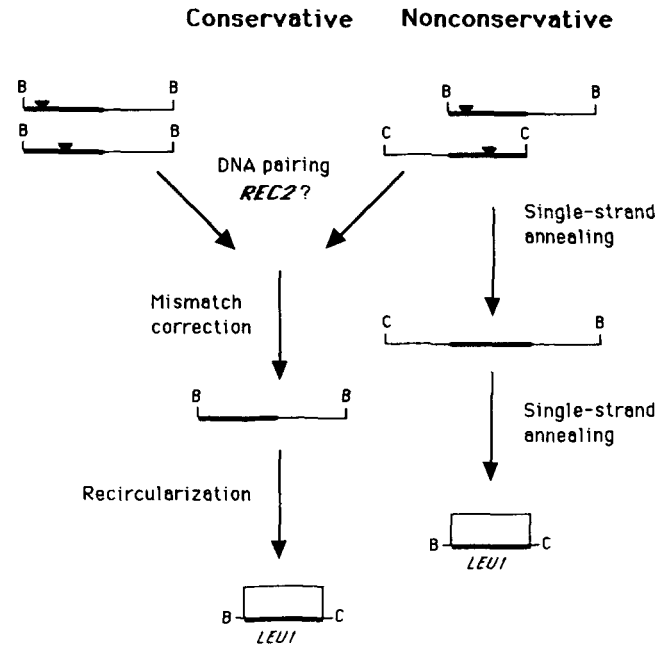 Conservative Nonconservative
B B
B B
B B
C C
DNA pairing
REC2?
Single-strand
annealing
Mismatch
correction
C B
B B
Single-strand
annealing
Recircularization
B C
LEU1
B C
LEU1